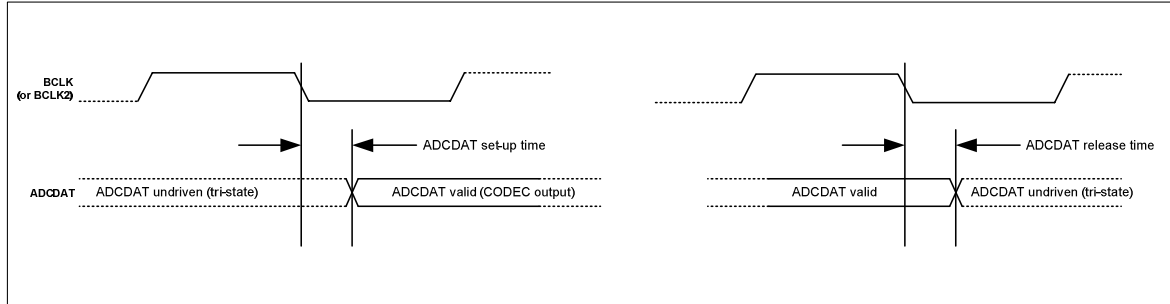 BCLK
(or BCLK2)
ADCDAT set-up time
ADCDAT release time
ADCDAT
ADCDAT undriven (tri-state)
ADCDAT valid (CODEC output)
ADCDAT valid
ADCDAT undriven (tri-state)